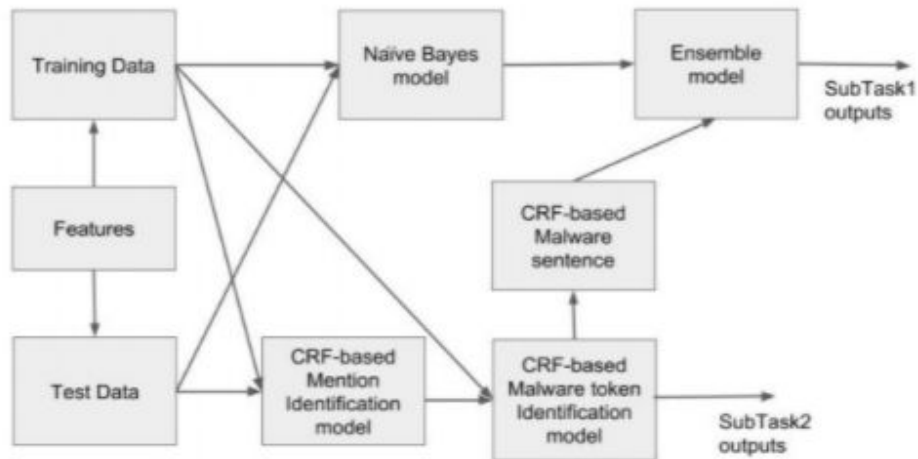 Training Data
Naïve Bayes
model
Ensemble
model
SubTask1
outputs
Features
CRF-based
Malware
sentence
Test Data
CRF-based
Mention
Identification
model
CRF-based
Malware token
Identification
model
SubTask2
outputs